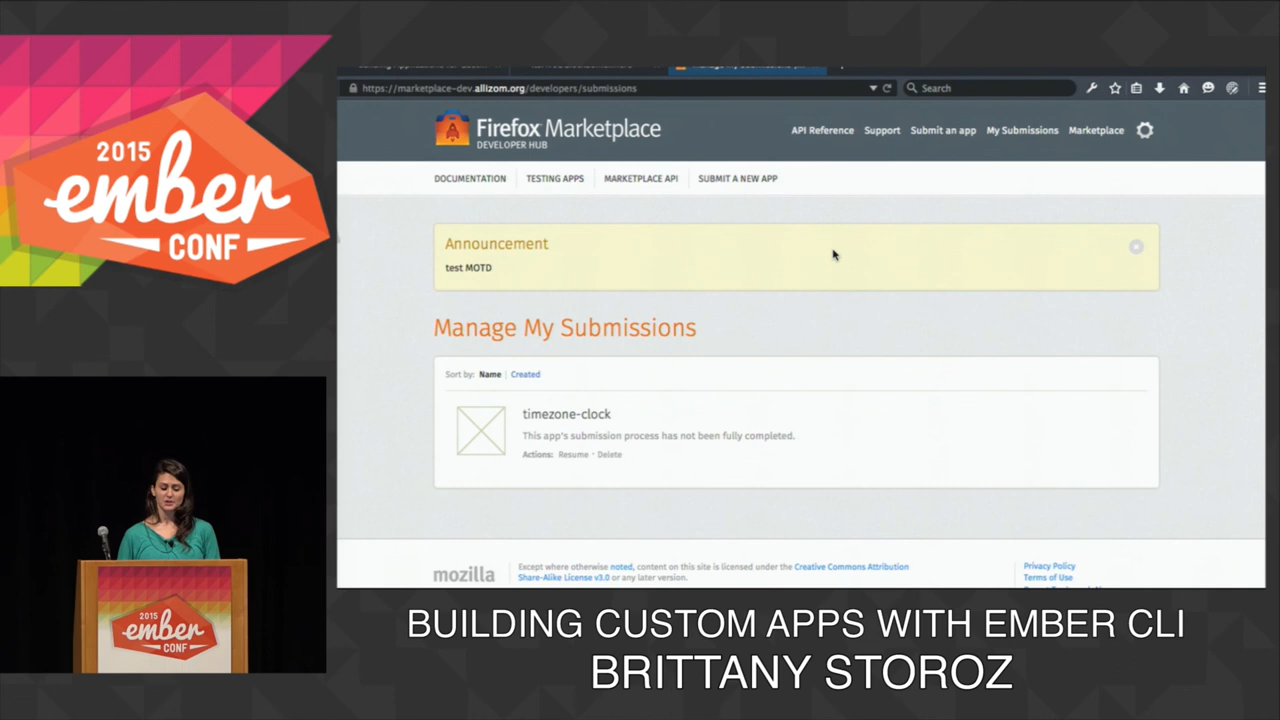 2015
ember
CONF
https://marketplace-dev.allizom.org/developers/submissions
Search
Firefox Marketplace
DEVELOPER HUB
API Reference
Support
Submit an app
My Submissions
Marketplace
DOCUMENTATION
TESTING APPS
MARKETPLACE API
SUBMIT A NEW APP
Announcement
test MOTD
Manage My Submissions
Sort by: Name | Created
timezone-clock
This app's submission process has not been fully completed.
Actions: Resume · Delete
mozilla
Except where otherwise noted, content on this site is licensed under the Creative Commons Attribution
Share-Alike License v3.0 or any later version.
Privacy Policy
Terms of Use
2015
ember
CONF
BUILDING CUSTOM APPS WITH EMBER CLI
BRITTANY STOROZ